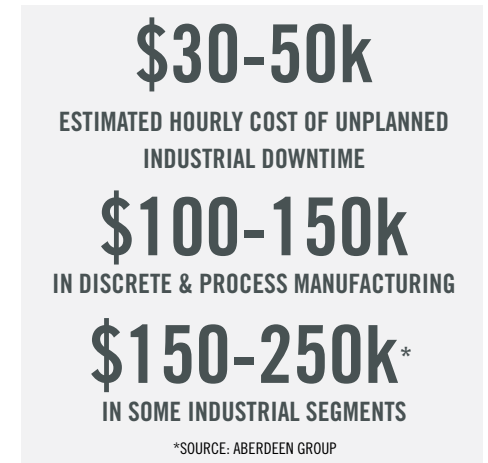 $30-50k
ESTIMATED HOURLY COST OF UNPLANNED
INDUSTRIAL DOWNTIME
$100-150k
IN DISCRETE & PROCESS MANUFACTURING
$150-250k*
IN SOME INDUSTRIAL SEGMENTS
*SOURCE: ABERDEEN GROUP